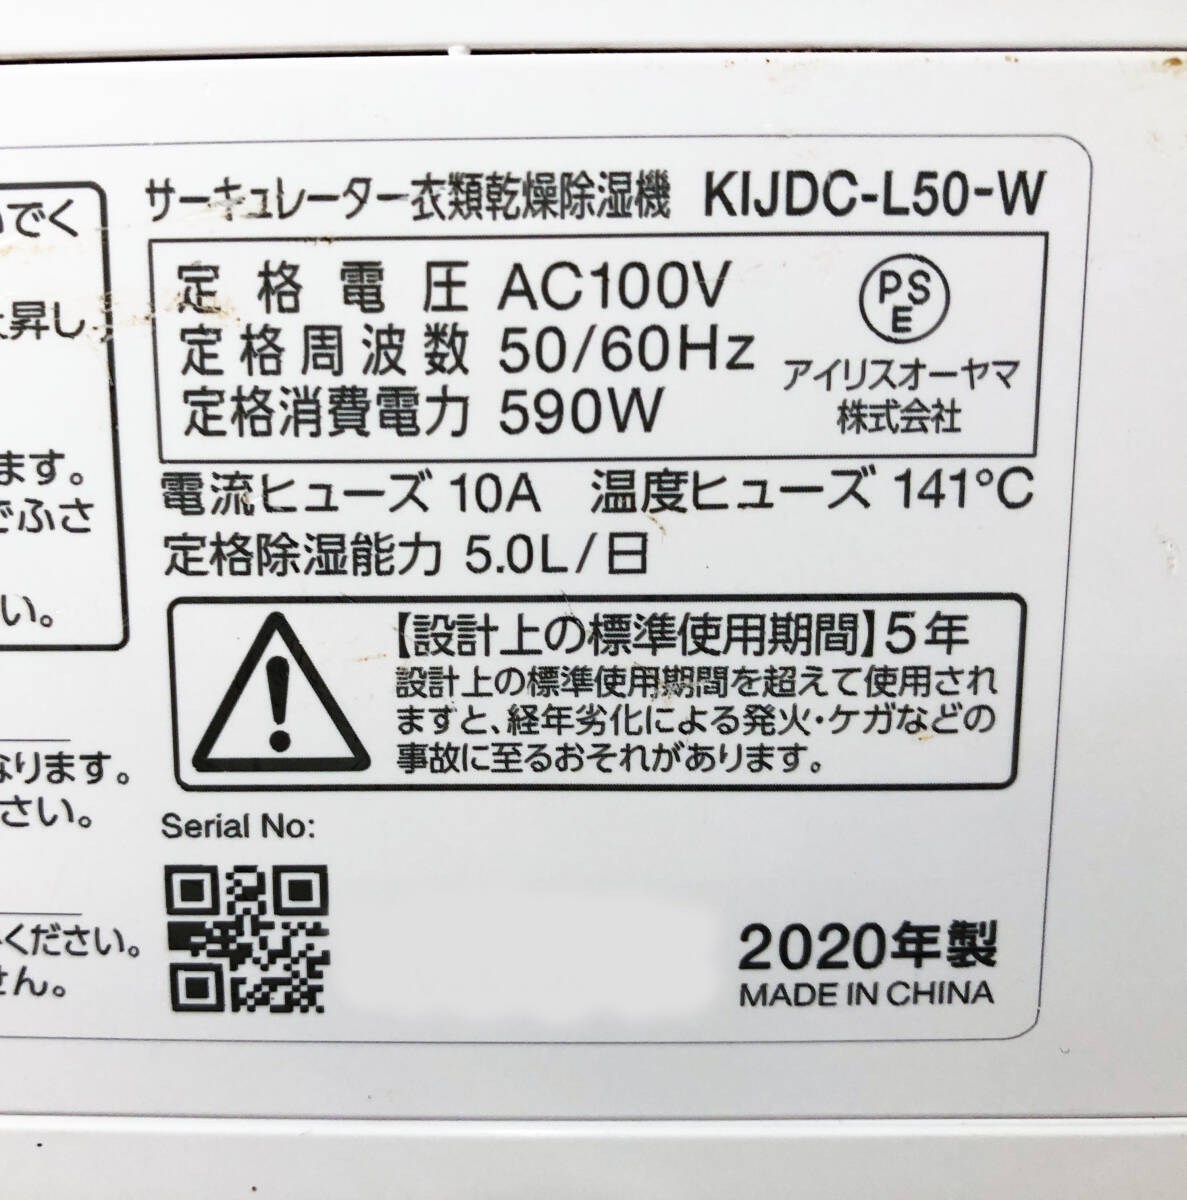 いでく
昇し
ます。
でふさ
い。
なります。
さい。
ください。
せん。
サーキュレーター衣類乾燥除湿機 KIJDC-L50-W
定格電圧 AC100V
定格周波数 50/60Hz
定格消費電力 590W
PSE
アイリスオーヤマ
株式会社
電流ヒューズ 10A 温度ヒューズ 141°C
定格除湿能力 5.0L/日
【設計上の標準使用期間】5年
設計上の標準使用期間を超えて使用され
ますと、経年劣化による発火・ケガなどの
事故に至るおそれがあります。
Serial No:
2020年製
MADE IN CHINA